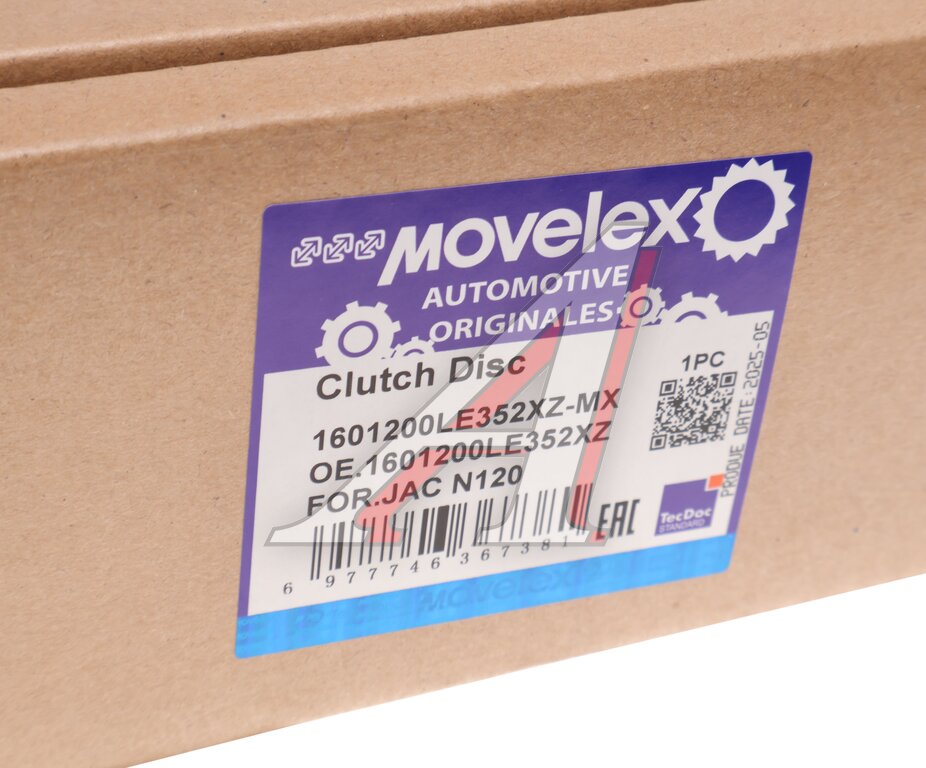 Movelex
AUTOMOTIVE
ORIGINALES
Clutch Disc
1PC
1601200LE352XZ-MX
OE.1601200LE352XZ
FOR.JAC N120
PRODUE DATE:2025-05
EAC
TecDoc
STANDARD
6 977746 367381
Movelex